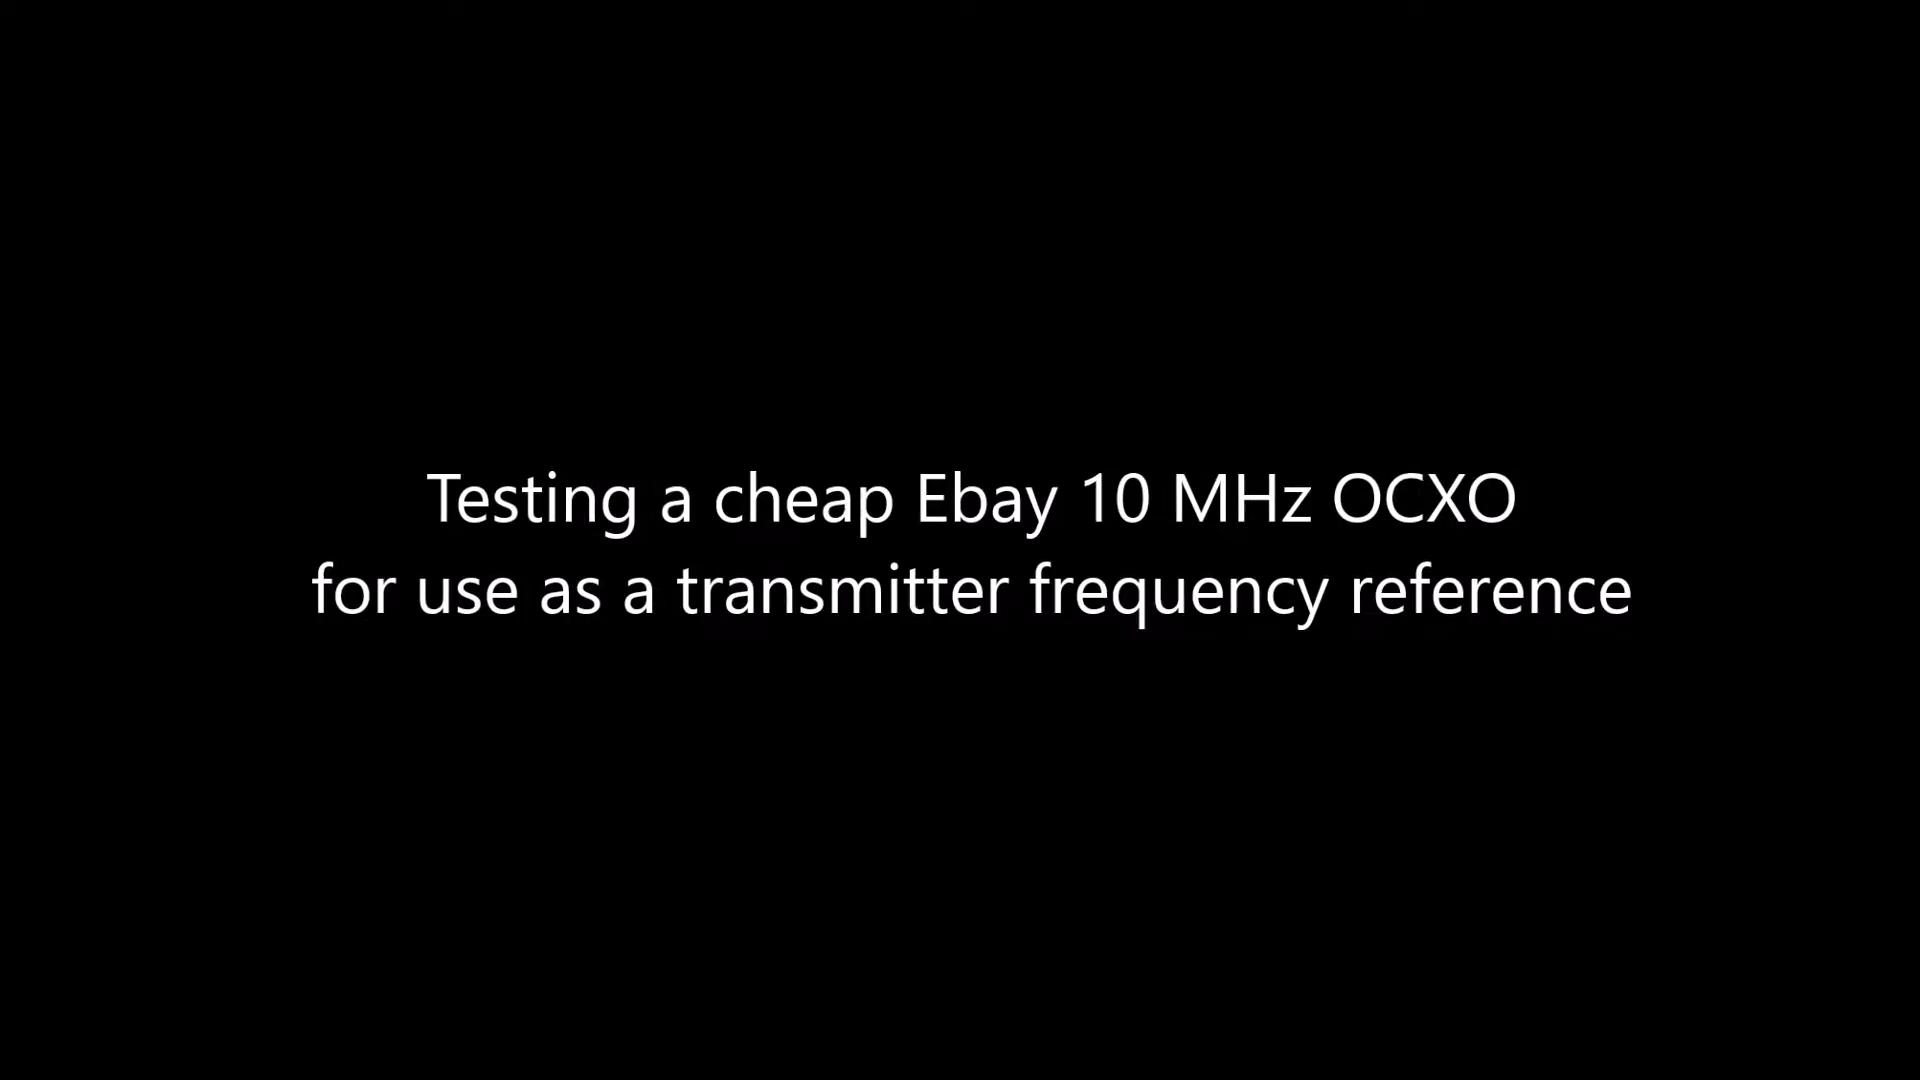 Testing a cheap Ebay 10 MHz OCXO
for use as a transmitter frequency reference